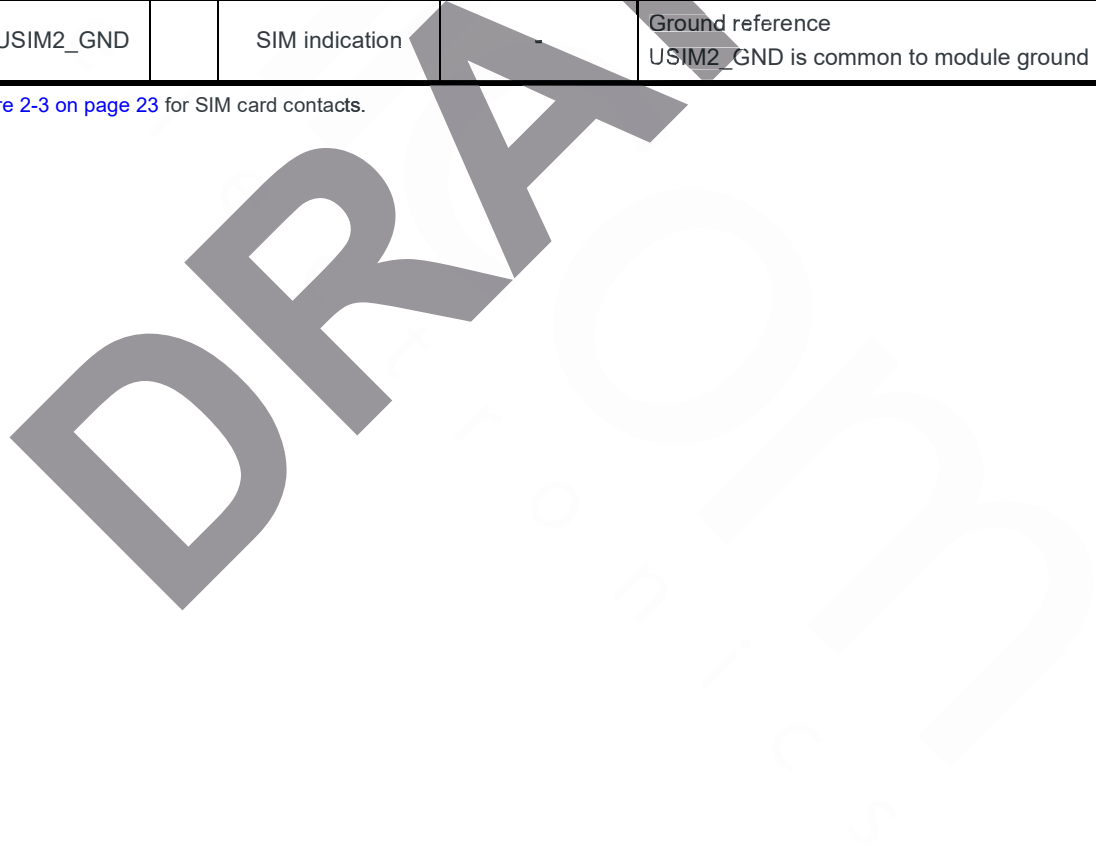 USIM2_GND SIM indication - Ground reference
USIM2_GND is common to module ground
re 2-3 on page 23 for SIM card contacts.
DRA